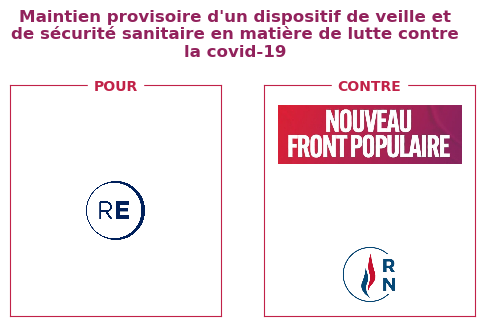 Maintien provisoire d'un dispositif de veille et
de sécurité sanitaire en matière de lutte contre
la covid-19
POUR
CONTRE
NOUVEAU
FRONT POPULAIRE
RE
R
N